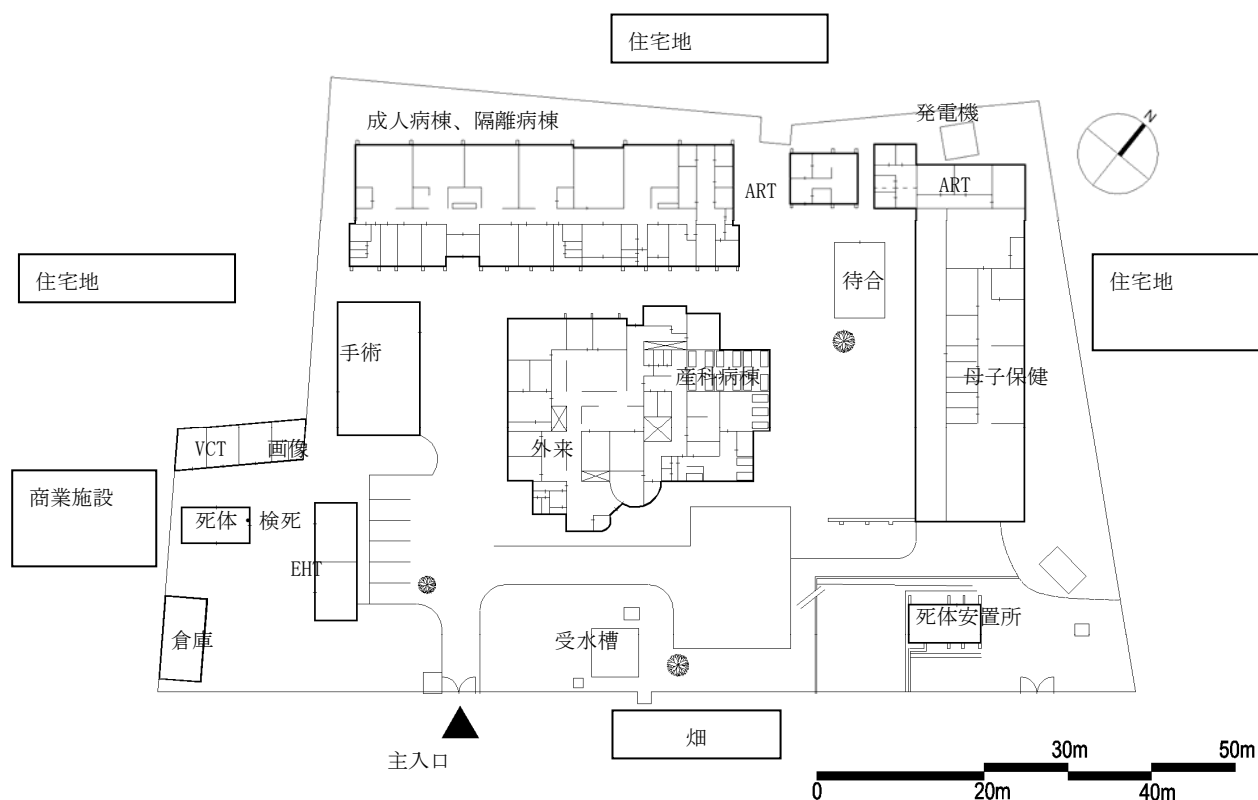 住宅地
発電機
成人病棟、隔離病棟
N
ART
ART
住宅地
待合
住宅地
手術
産科病棟
母子保健
VCT
画像
外来
商業施設
死体
検死
EHT
死体安置所
倉庫
受水槽
畑
主入口
30m
50m
0
20m
40m